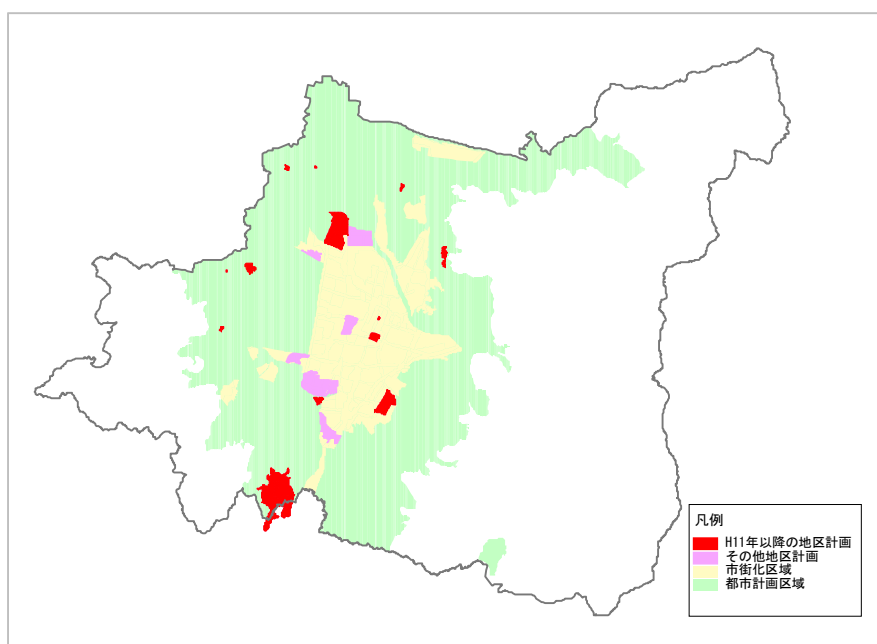 凡例
H11年以降の地区計画
その他地区計画
市街化区域
都市計画区域